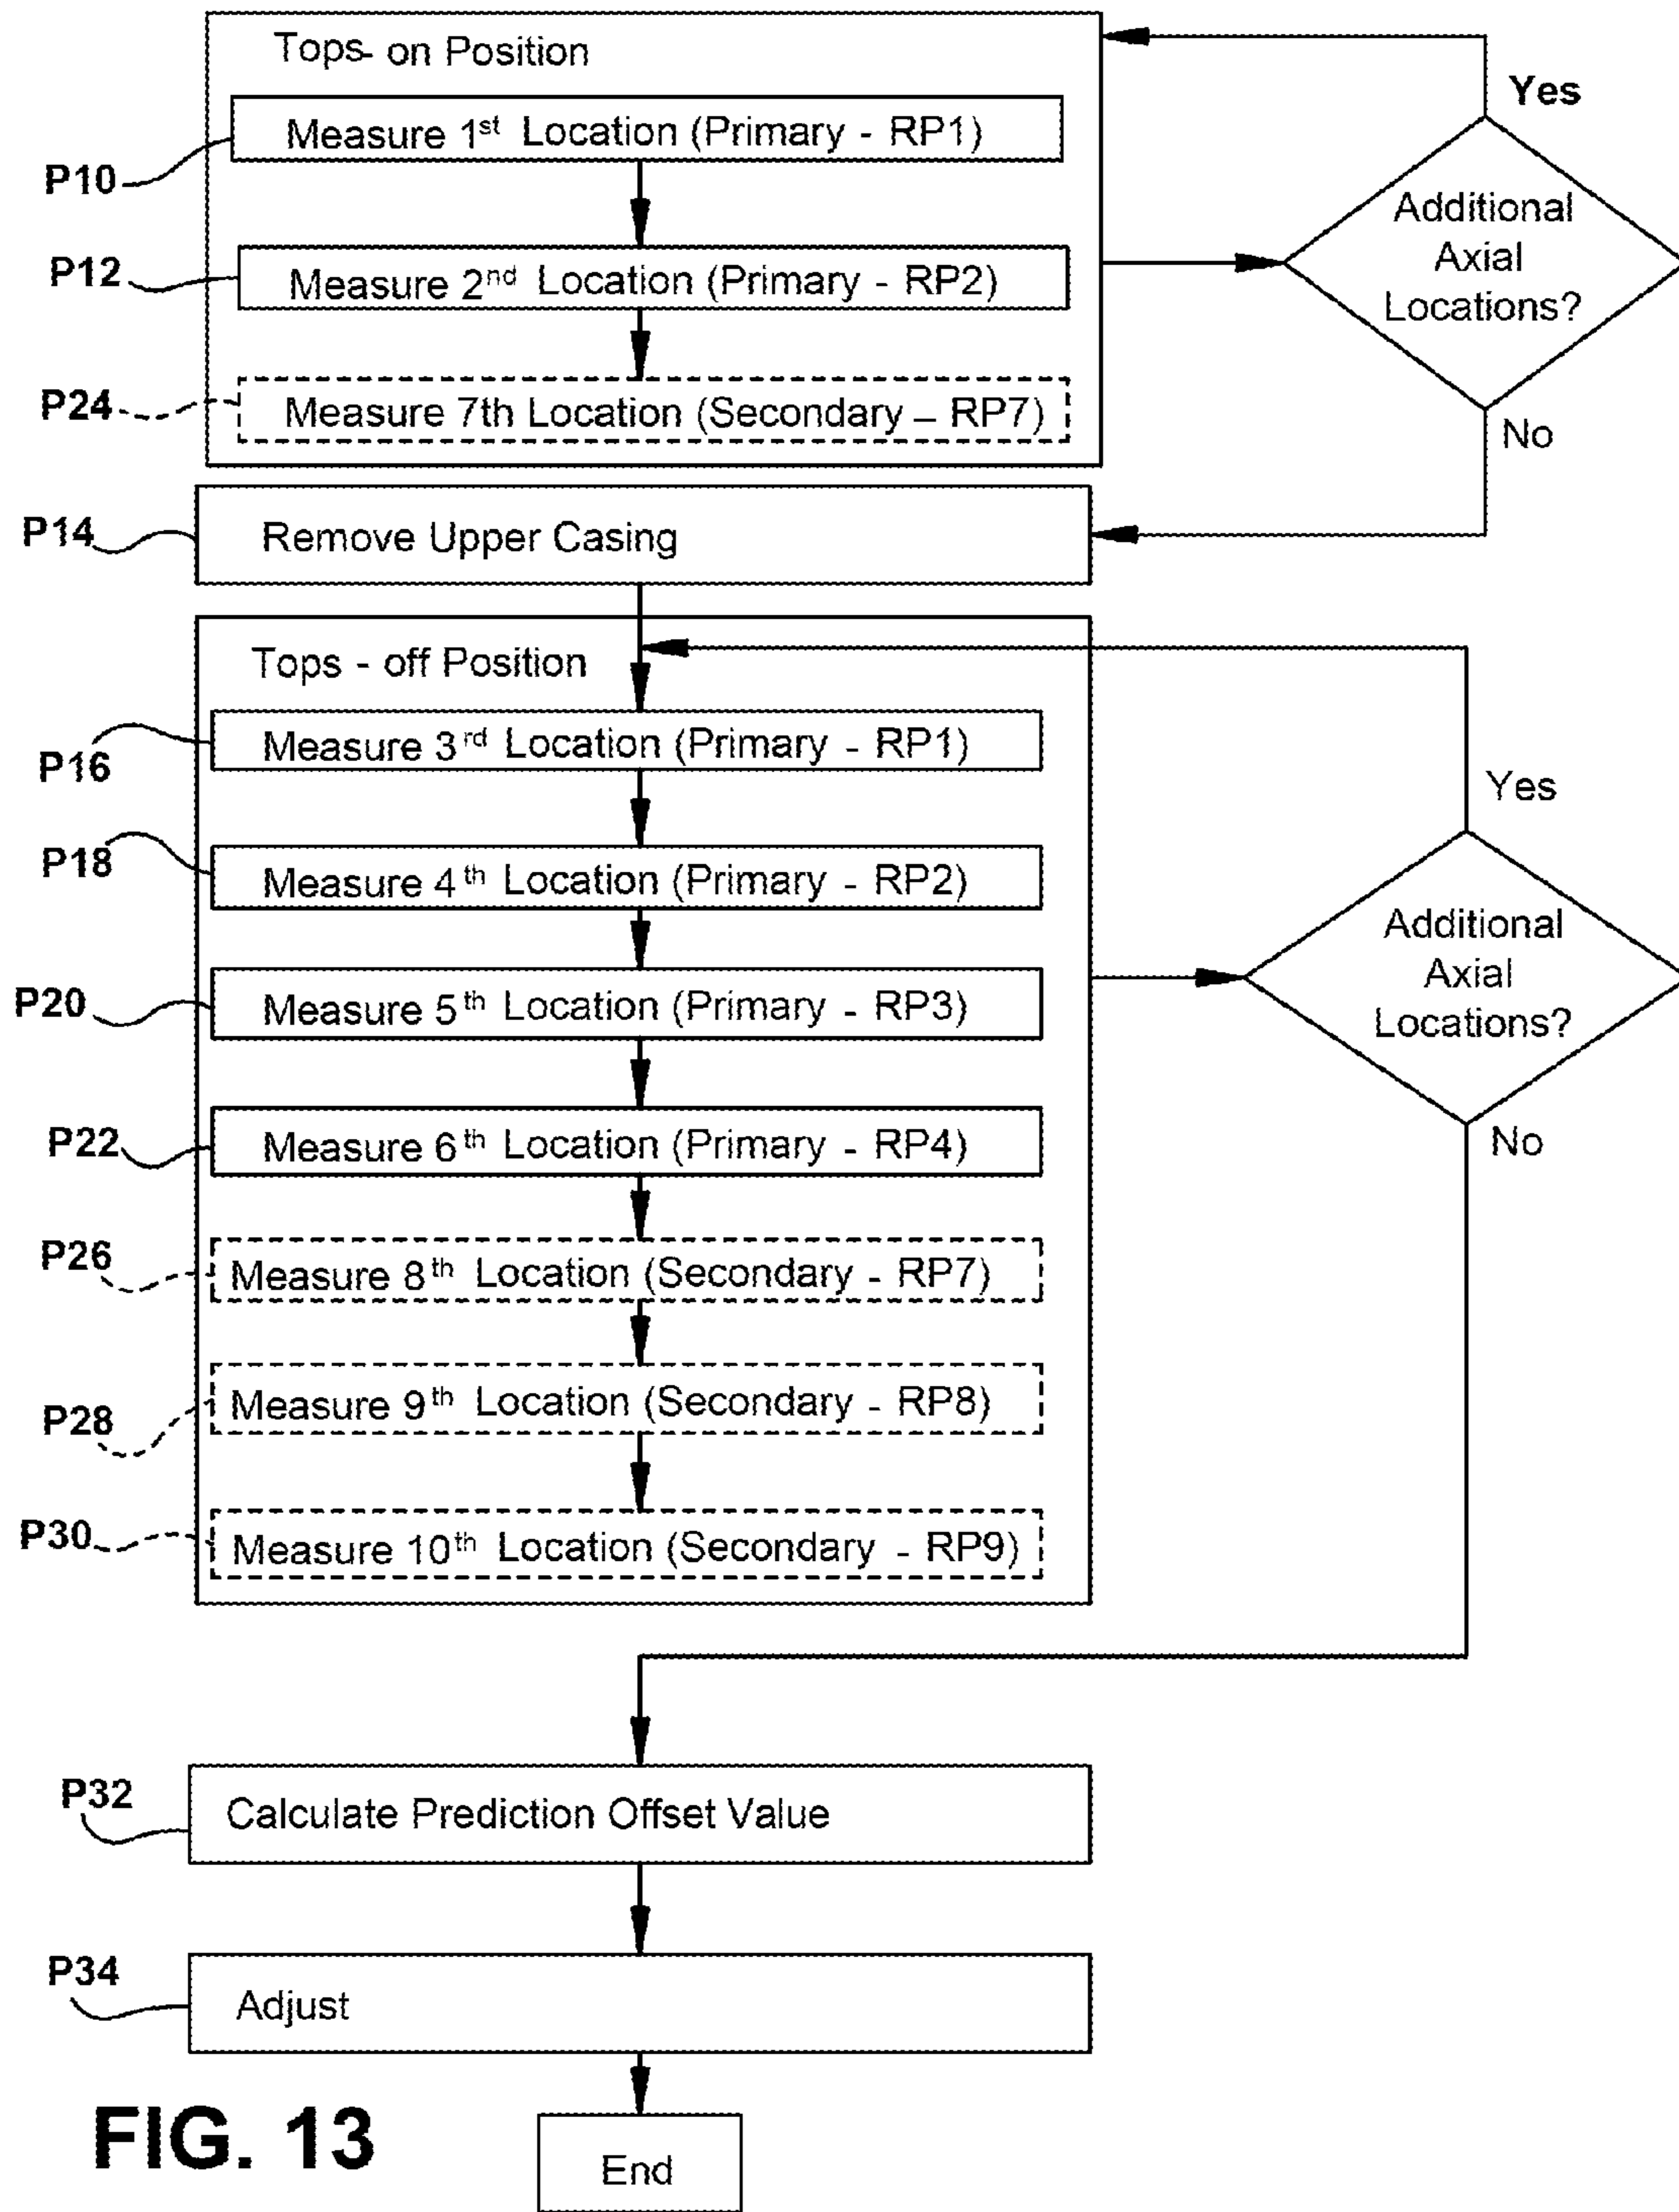 Tops- on Position
Yes
Measure 1st Location (Primary - RP1)
P10
Additional
Axial
Locations?
P12
Measure 2nd Location (Primary - RP2)
P24
Measure 7th Location (Secondary – RP7)
No
P14
Remove Upper Casing
Tops - off Position
Measure 3rd Location (Primary - RP1)
P16
Yes
P18
Measure 4th Location (Primary - RP2)
Additional
Axial
Locations?
P20
Measure 5th Location (Primary - RP3)
P22
Measure 6th Location (Primary - RP4)
No
P26
Measure 8th Location (Secondary - RP7)
P28
Measure 9th Location (Secondary - RP8)
P30
Measure 10th Location (Secondary - RP9)
P32
Calculate Prediction Offset Value
P34
Adjust
FIG. 13
End